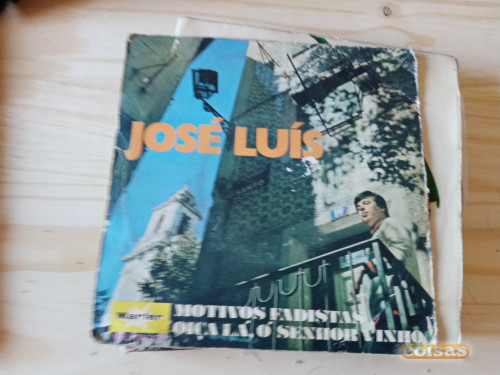 JOSÉ LUÍS
MOTIVOS FADISTAS
OIÇA LÁ, Ó SENHOR VINHO
Marfer
coisas